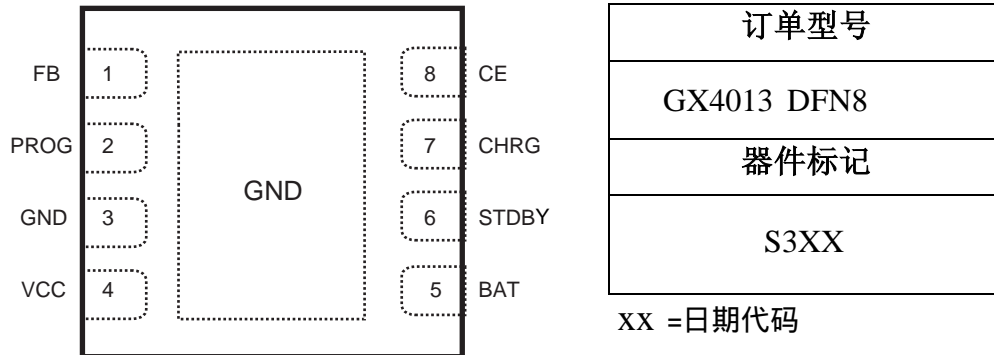 FB 1 8 CE
PROG 2 7 CHRG
GND
GND 3 6 STDBY
VCC 4 5 BAT
订单型号
GX4013 DFN8
器件标记
S3XX
XX =日期代码